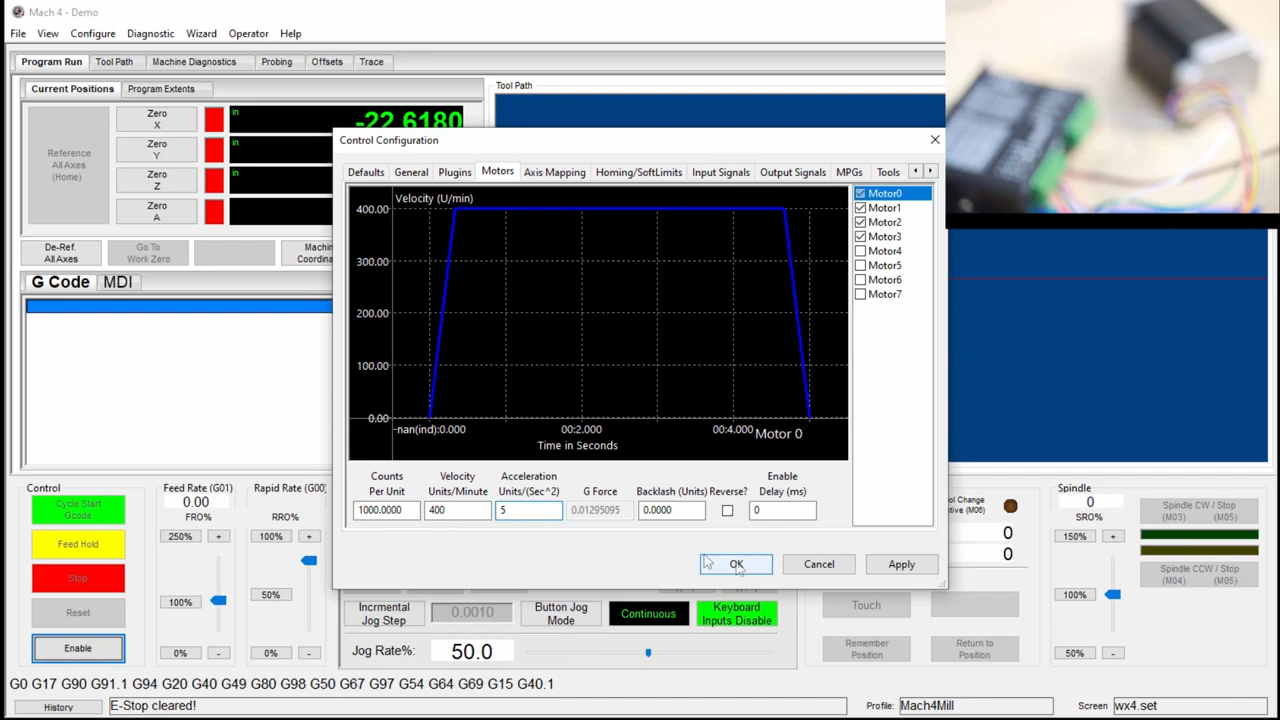 Mach 4 - Demo
File View Configure Diagnostic Wizard Operator Help
Program Run Tool Path Machine Diagnostics Probing Offsets Trace
Current Positions Program Extents
Tool Path
Reference
All Axes
(Home)
Zero
X
in
-22.6180
Zero
Y
in
Zero
Z
in
Zero
A
De-Ref.
All Axes
Go To
Work Zero
Machin
Coordina
G Code MDI
Control Configuration
Defaults General Plugins Motors Axis Mapping Homing/SoftLimits Input Signals Output Signals MPGs Tools
Velocity (U/min)
400.00
300.00
200.00
100.00
0.00
-nan(ind):0.000 00:2.000 00:4.000
Motor 0
Time in Seconds
Motor0
Motor1
Motor2
Motor3
Motor4
Motor5
Motor6
Motor7
Counts
Per Unit
Velocity
Units/Minute
Acceleration
Units/(Sec^2)
G Force
Backlash (Units)
Reverse?
Enable
Delay (ms)
1000.0000 400 5 0.01295095 0.0000 0
OK Cancel Apply
Control
Cycle Start
Gcode
Feed Hold
Stop
Reset
Enable
Feed Rate (G01)
0.00
FRO%
250% +
100%
0% -
Rapid Rate (G00)
RRO%
100% +
50%
0% -
Incrmental
Jog Step
0.0010
Button Jog
Mode
Continuous
Keyboard
Inputs Disable
Jog Rate%: 50.0
ol Change
tive (M06)
0
0
Touch
Remember
Position
Return to
Position
Spindle
0
SRO%
150% +
100%
50% -
Spindle CW / Stop
(M03) (M05)
Spindle CCW / Stop
(M04) (M05)
G0 G17 G90 G91.1 G94 G20 G40 G49 G80 G98 G50 G67 G97 G54 G64 G69 G15 G40.1
History E-Stop cleared! Profile: Mach4Mill Screen wx4.set